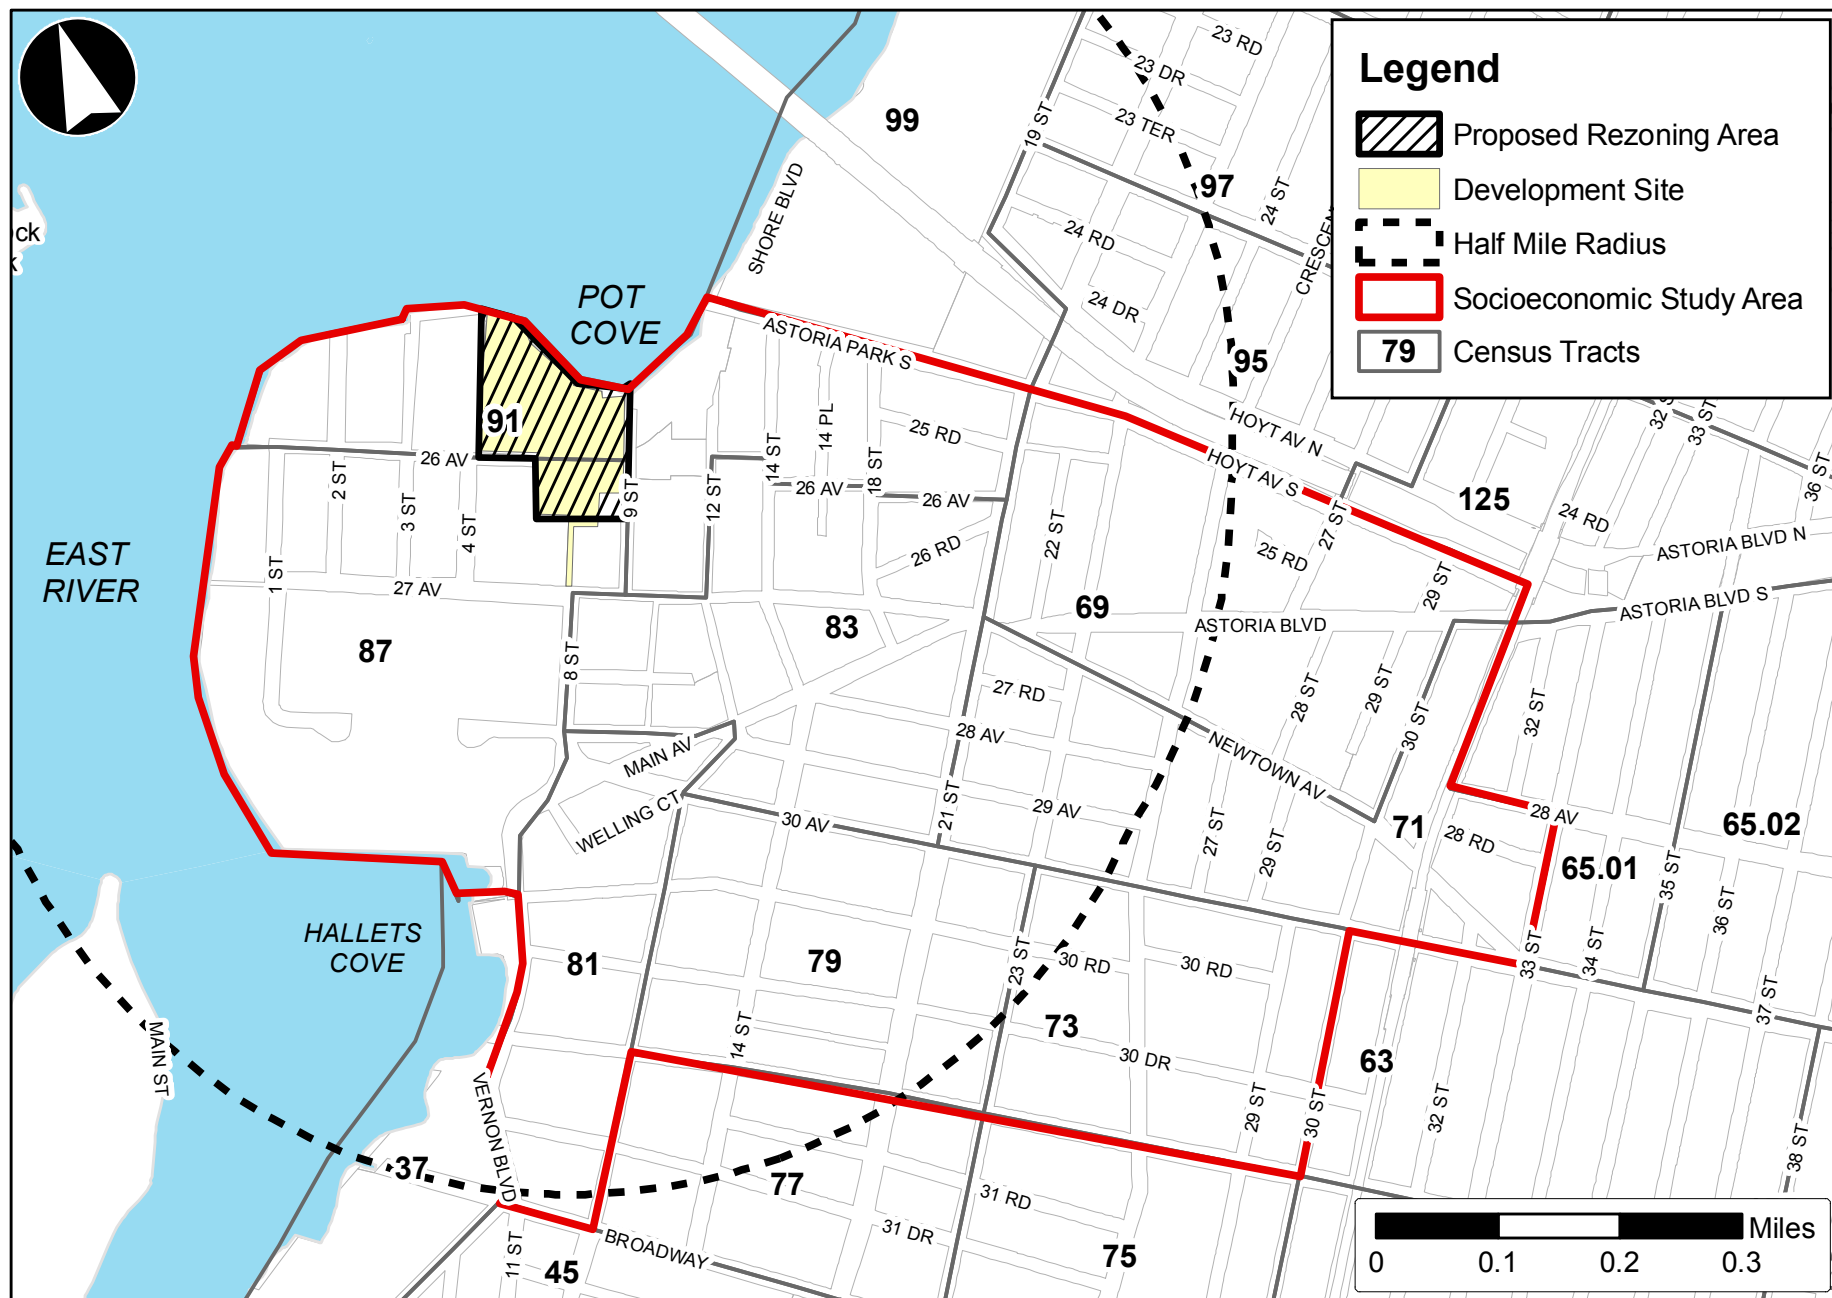 Legend
Proposed Rezoning Area
Development Site
Half Mile Radius
Socioeconomic Study Area
79 Census Tracts
23 RD
23 DR
23 TER
19 ST
99
97
24 ST
SHORE BLVD
24 RD
CRESCEN
24 DR
ck
k
POT
COVE
ASTORIA PARK S
95
HOYT AV N
HOYT AV S
32 S
33 ST
36 ST
91
14 ST
14 PL
18 ST
25 RD
26 AV
26 AV
26 AV
2 ST
3 ST
4 ST
9 ST
12 ST
125
24 RD
27 ST
22 ST
25 RD
26 RD
ASTORIA BLVD N
EAST
RIVER
1 ST
27 AV
29 ST
ASTORIA BLVD S
69
83
ASTORIA BLVD
87
8 ST
27 RD
28 ST
29 ST
30 ST
32 ST
28 AV
MAIN AV
NEWTOWN AV
WELLING CT
30 AV
21 ST
29 AV
27 ST
29 ST
71
28 RD
28 AV
65.02
65.01
35 ST
36 ST
HALLETS
COVE
81
79
23 ST
30 RD
30 RD
33 ST
34 ST
37 ST
MAIN ST
14 ST
73
30 DR
63
VERNON BLVD
29 ST
30 ST
32 ST
38 ST
37
77
31 RD
31 DR
BROADWAY
11 ST
45
75
Miles
0 0.1 0.2 0.3